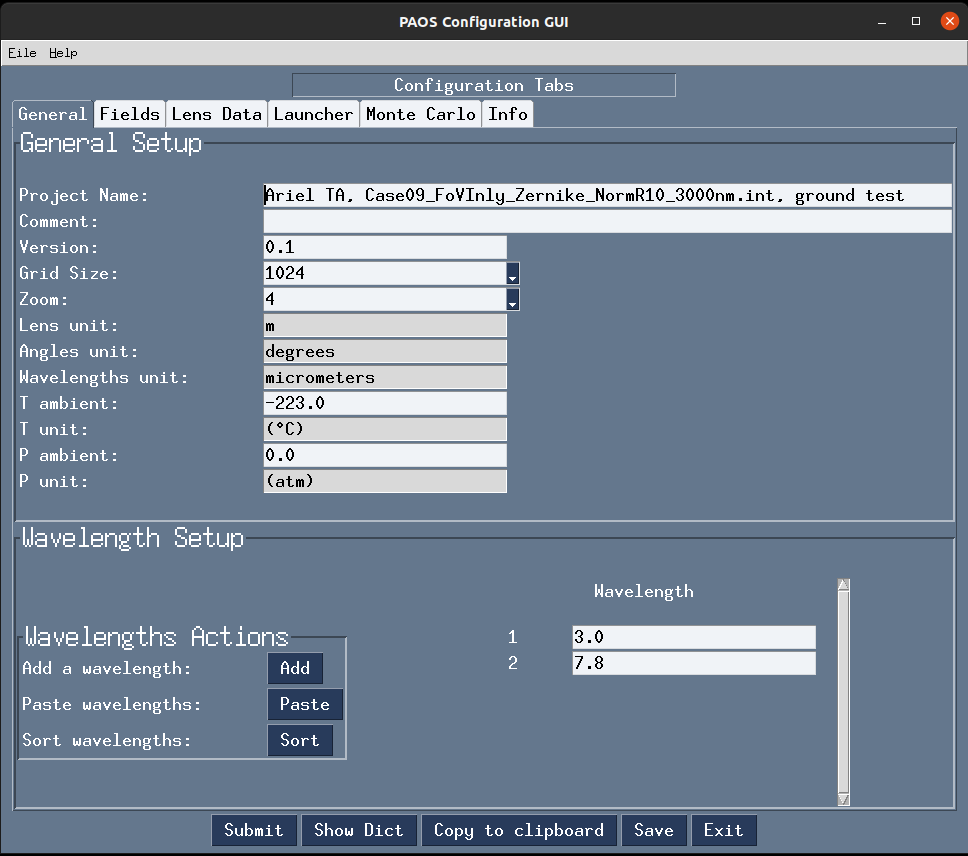 PAOS Configuration GUI
File Help
Configuration Tabs
General Fields Lens Data Launcher Monte Carlo Info
General Setup
Project Name: Ariel TA, Case09_FoVInly_Zernike_NormR10_3000nm.int, ground test
Comment:
Version: 0.1
Grid Size: 1024
Zoom: 4
Lens unit: m
Angles unit: degrees
Wavelengths unit: micrometers
T ambient: -223.0
T unit: (°C)
P ambient: 0.0
P unit: (atm)
Wavelength Setup
Wavelength
Wavelengths Actions
1 3.0
2 7.8
Add a wavelength: Add
Paste wavelengths: Paste
Sort wavelengths: Sort
Submit Show Dict Copy to clipboard Save Exit